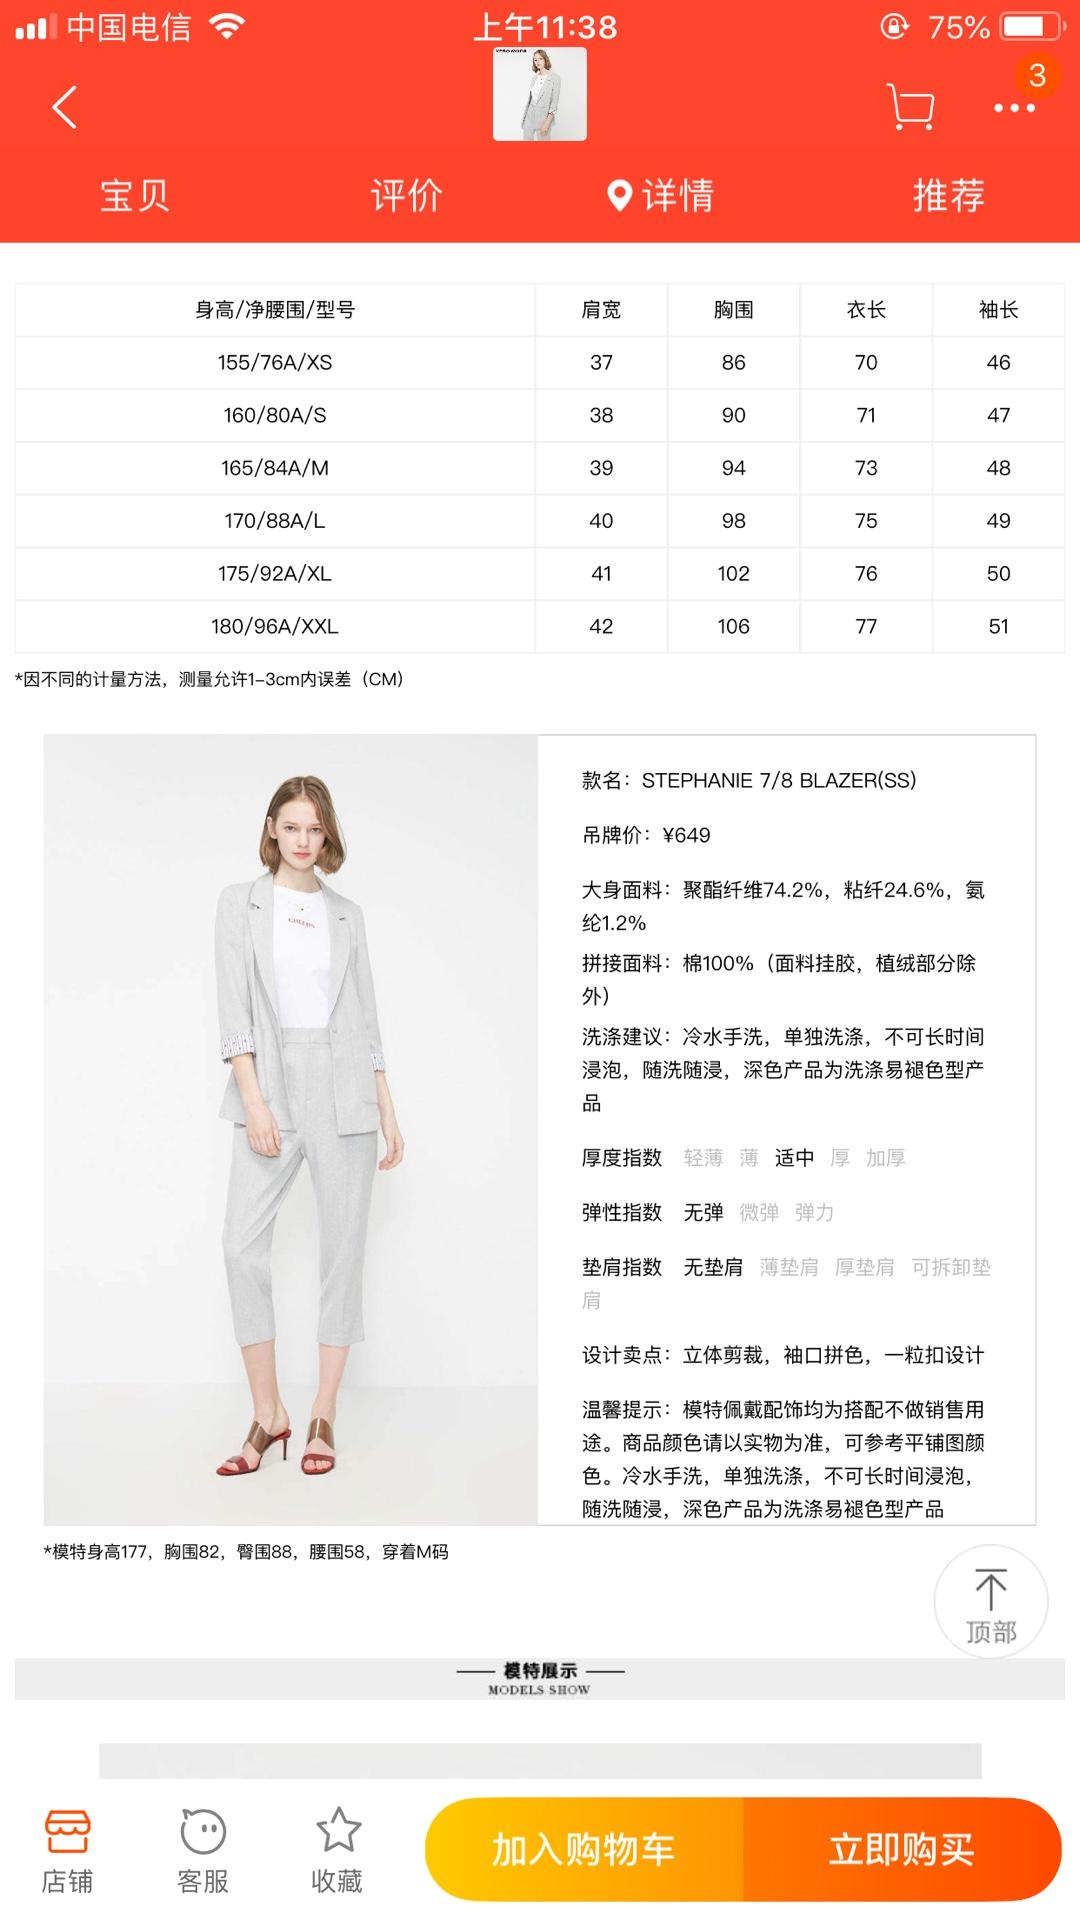 中国电信 上午11:38 75%
3
宝贝 评价 详情 推荐
身高/净腰围/型号 肩宽 胸围 衣长 袖长
155/76A/XS 37 86 70 46
160/80A/S 38 90 71 47
165/84A/M 39 94 73 48
170/88A/L 40 98 75 49
175/92A/XL 41 102 76 50
180/96A/XXL 42 106 77 51
*因不同的计量方法，测量允许1-3cm内误差（CM）
款名：STEPHANIE 7/8 BLAZER(SS)
吊牌价：¥649
大身面料：聚酯纤维74.2%，粘纤24.6%，氨
纶1.2%
拼接面料：棉100%（面料挂胶，植绒部分除
外）
洗涤建议：冷水手洗，单独洗涤，不可长时间
浸泡，随洗随浸，深色产品为洗涤易褪色型产
品
厚度指数 轻薄 薄 适中 厚 加厚
弹性指数 无弹 微弹 弹力
垫肩指数 无垫肩 薄垫肩 厚垫肩 可拆卸垫
肩
设计卖点：立体剪裁，袖口拼色，一粒扣设计
温馨提示：模特佩戴配饰均为搭配不做销售用
途。商品颜色请以实物为准，可参考平铺图颜
色。冷水手洗，单独洗涤，不可长时间浸泡，
随洗随浸，深色产品为洗涤易褪色型产品
*模特身高177，胸围82，臀围88，腰围58，穿着M码
顶部
模特展示
MODELS SHOW
店铺 客服 收藏 加入购物车 立即购买